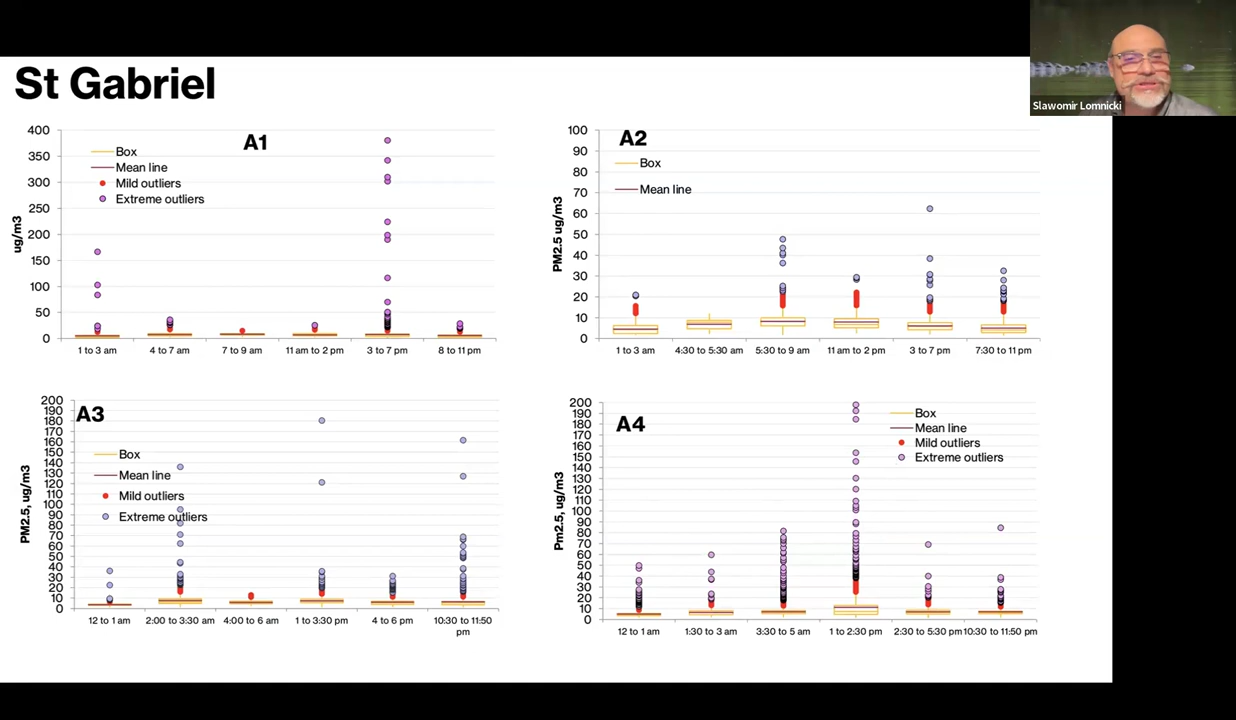 St Gabriel
Slawomir Lomnicki
A1
ug/m3
400
350
300
250
200
150
100
50
0
Box
Mean line
Mild outliers
Extreme outliers
1 to 3 am
4 to 7 am
7 to 9 am
11 am to 2 pm
3 to 7 pm
8 to 11 pm
A2
PM2.5 ug/m3
100
90
80
70
60
50
40
30
20
10
0
Box
Mean line
1 to 3 am
4:30 to 5:30 am
5:30 to 9 am
11 am to 2 pm
3 to 7 pm
7:30 to 11 pm
A3
PM2.5, ug/m3
200
190
180
170
160
150
140
130
120
110
100
90
80
70
60
50
40
30
20
10
0
Box
Mean line
Mild outliers
Extreme outliers
12 to 1 am
2:00 to 3:30 am
4:00 to 6 am
1 to 3:30 pm
4 to 6 pm
10:30 to 11:50
pm
A4
Pm2.5, ug/m3
200
190
180
170
160
150
140
130
120
110
100
90
80
70
60
50
40
30
20
10
0
Box
Mean line
Mild outliers
Extreme outliers
12 to 1 am
1:30 to 3 am
3:30 to 5 am
1 to 2:30 pm
2:30 to 5:30 pm
10:30 to 11:50 pm